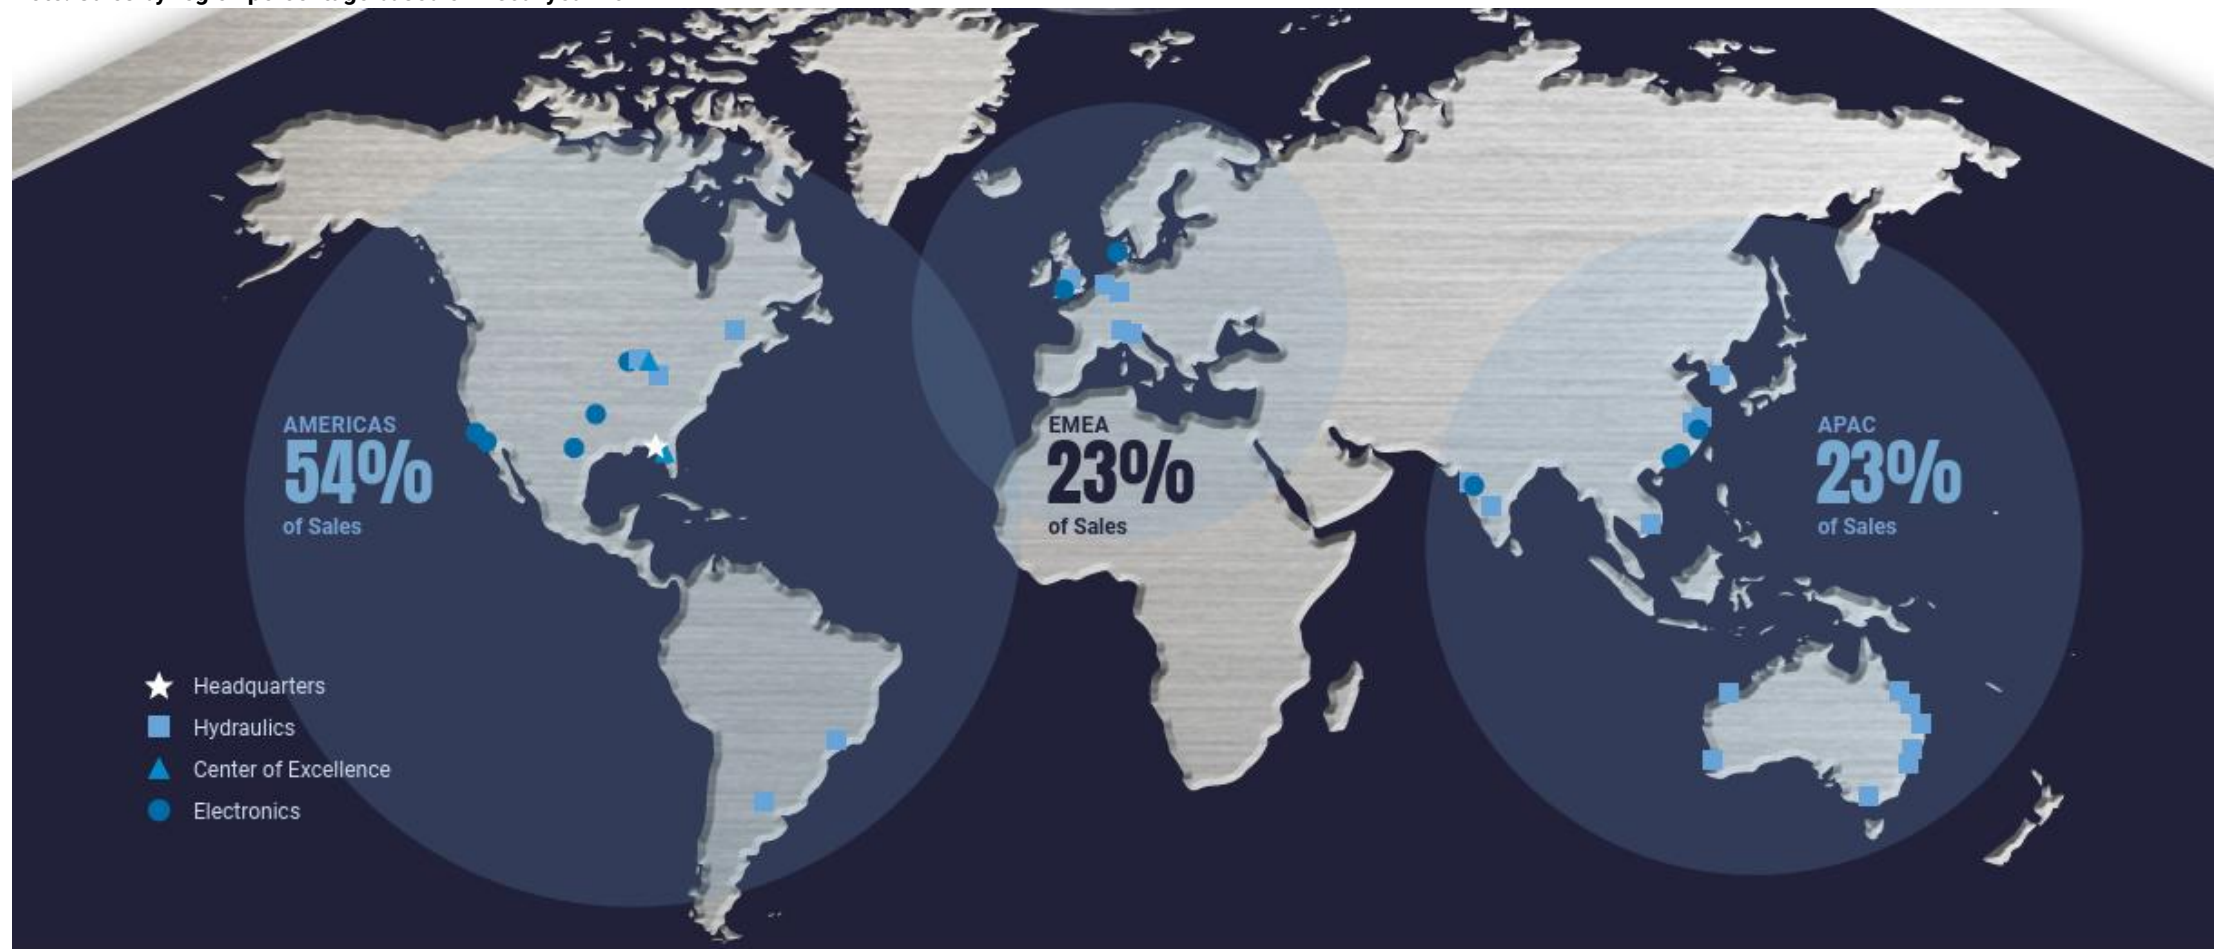 AMERICAS
54%
of Sales
EMEA
23%
of Sales
APAC
23%
of Sales
Headquarters
Hydraulics
Center of Excellence
Electronics